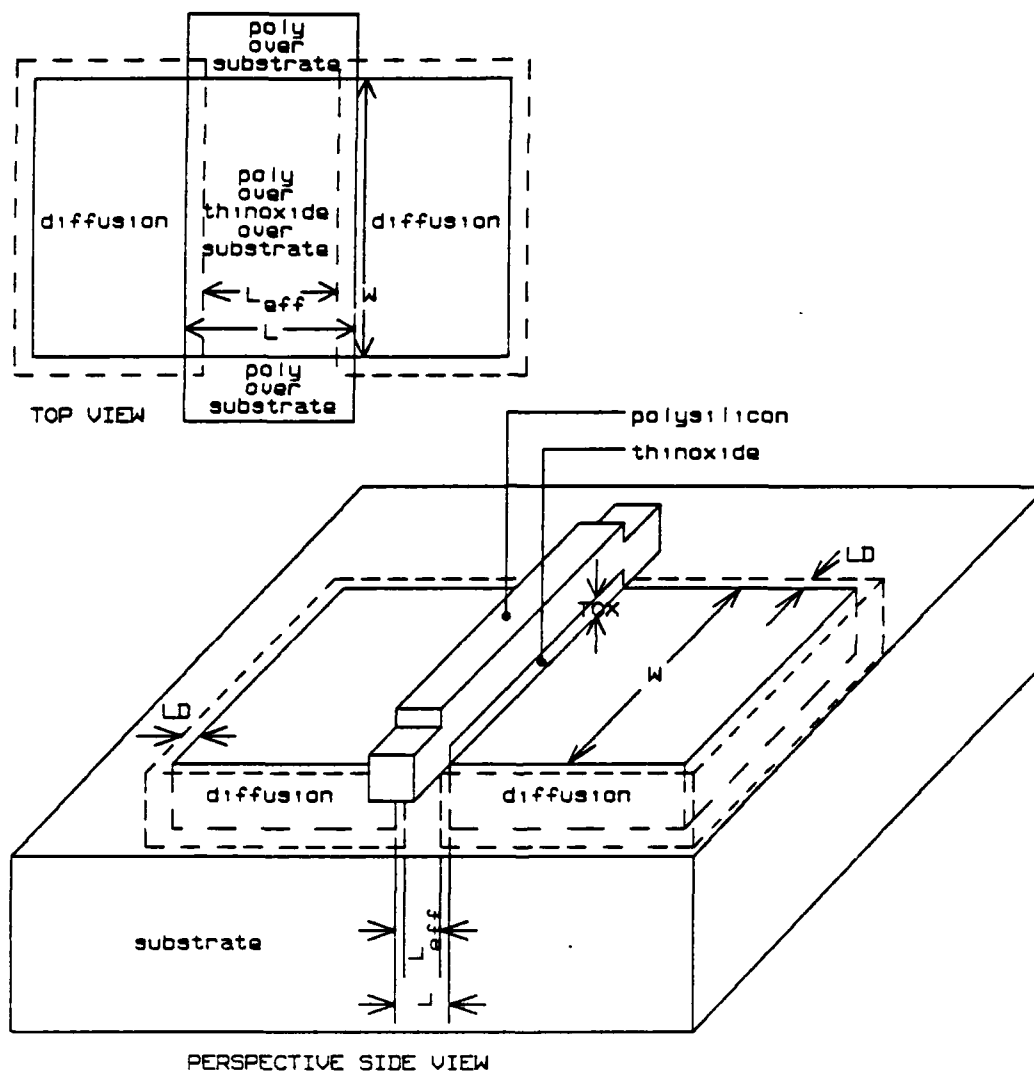 poly
over
substrate
diffusion
poly
over
thinoxide
over
substrate
diffusion
W
Leff
L
poly
over
substrate
TOP VIEW
polysilicon
thinoxide
LD
TOX
W
LD
diffusion
diffusion
substrate
Leff
L
PERSPECTIVE SIDE VIEW